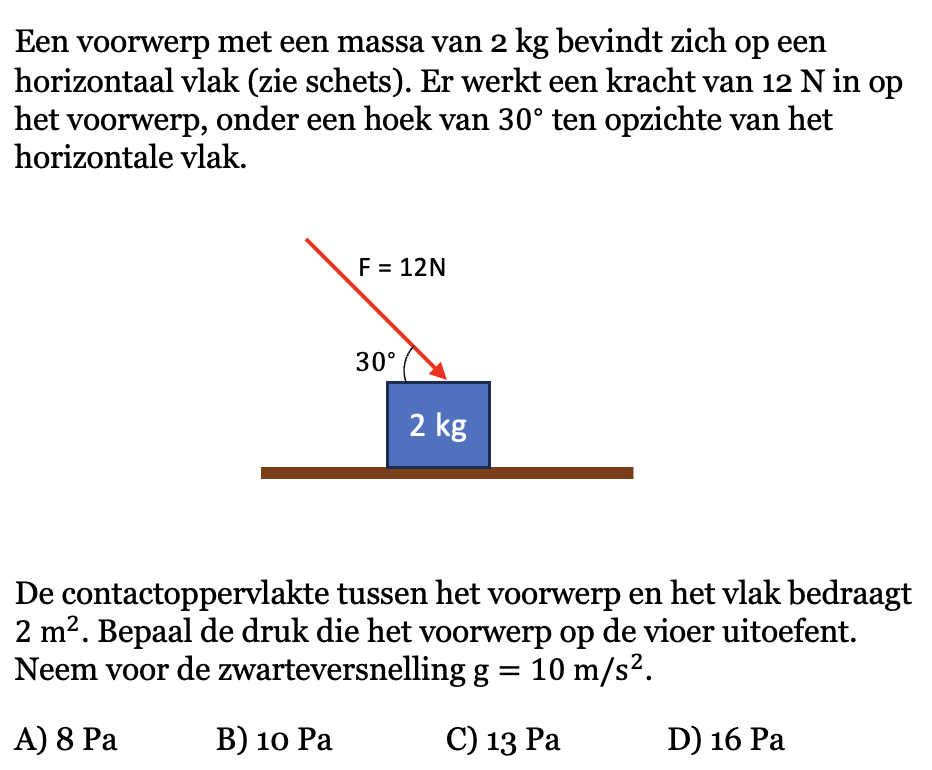 Een voorwerp met een massa van 2 kg bevindt zich op een
horizontaal vlak (zie schets). Er werkt een kracht van 12 N in op
het voorwerp, onder een hoek van 30° ten opzichte van het
horizontale vlak.
F = 12N
30°
2 kg
De contactoppervlakte tussen het voorwerp en het vlak bedraagt
2 m². Bepaal de druk die het voorwerp op de vioer uitoefent.
Neem voor de zwarteversnelling g = 10 m/s².
A) 8 Pa B) 10 Pa C) 13 Pa D) 16 Pa